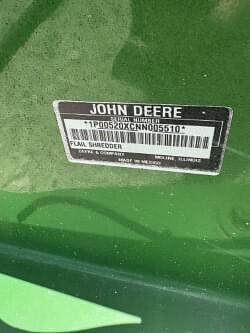 JOHN DEERE
SERIAL NUMBER
*1P00520XCNN005510*
FLAIL SHREDDER
DEERE & COMPANY MOLINE, ILLINOIS
MADE IN MEXICO